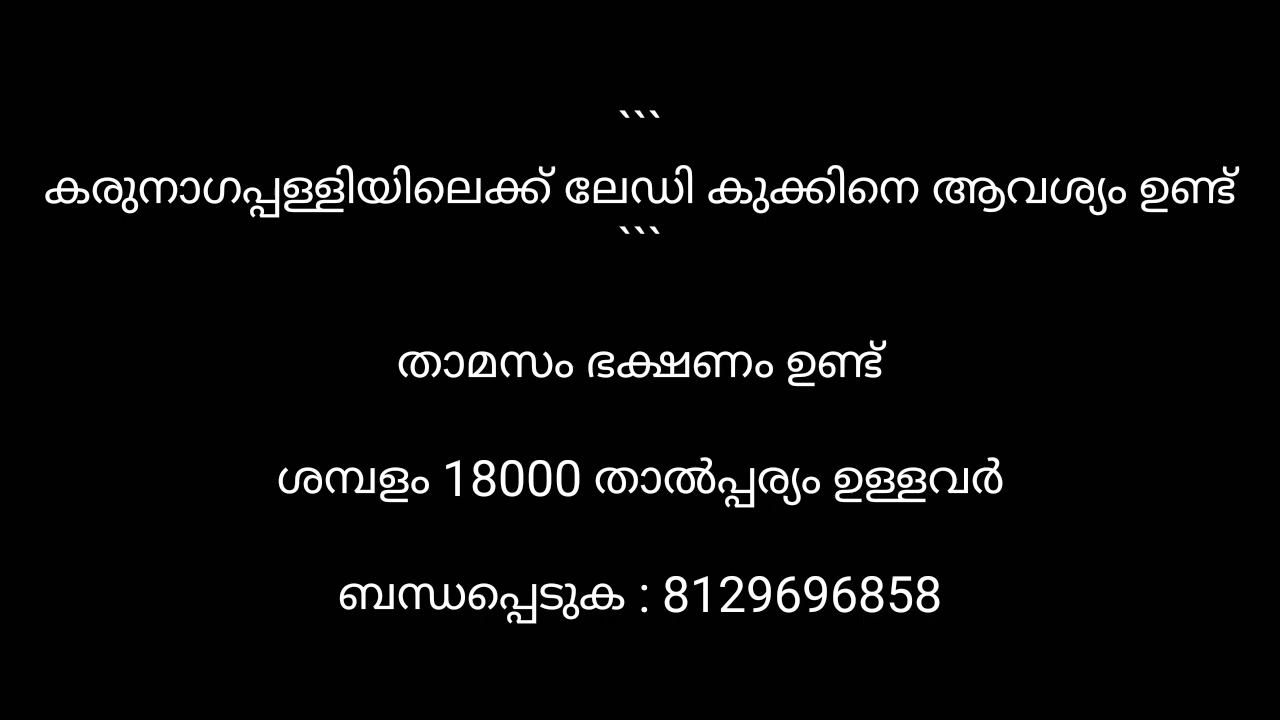 ```
കരുനാഗപ്പള്ളിയിലെക്ക് ലേഡി കുക്കിനെ ആവശ്യം ഉണ്ട്
```
താമസം ഭക്ഷണം ഉണ്ട്
ശമ്പളം 18000 താൽപ്പര്യം ഉള്ളവർ
ബന്ധപ്പെടുക : 8129696858